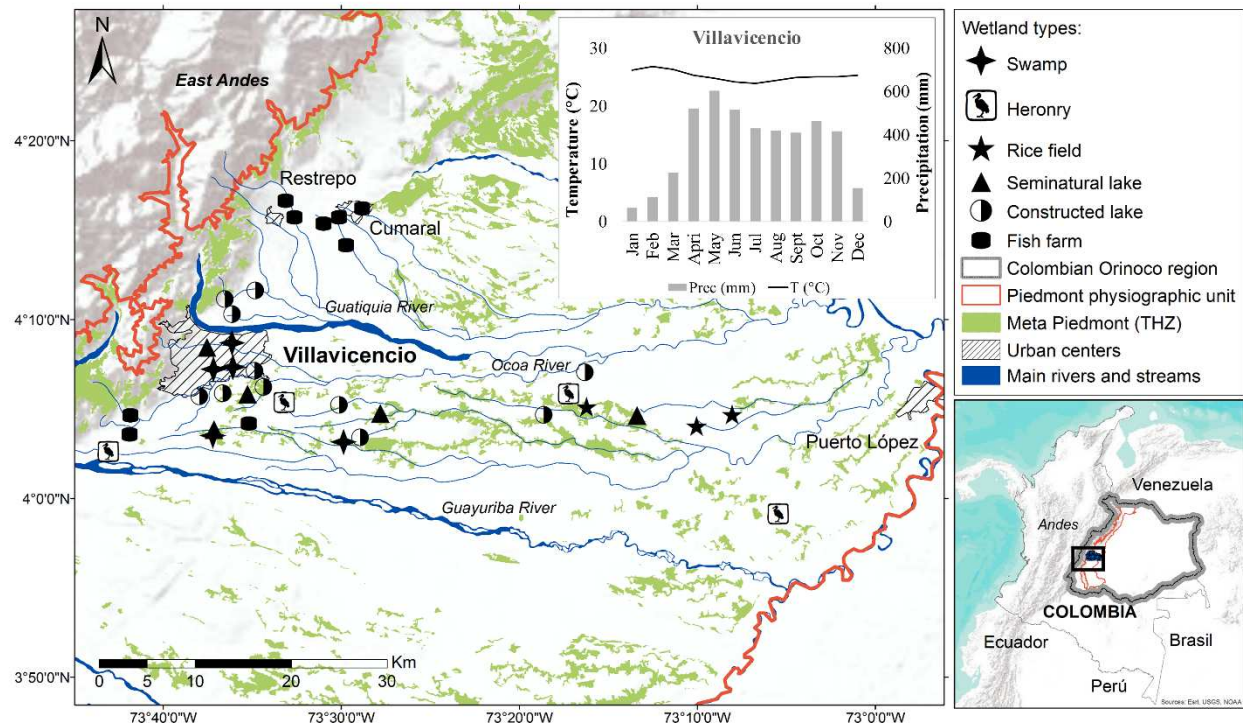 N
East Andes
4°20'0"N
4°10'0"N
4°0'0"N
3°50'0"N
Restrepo
Cumaral
Guatiquia River
Villavicencio
Ocoa River
Puerto López
Guayuriba River
0 5 10 20 30
Km
73°40'0"W 73°30'0"W 73°20'0"W 73°10'0"W 73°0'0"W
Villavicencio
Temperature (°C)
30
20
10
0
Precipitation (mm)
800
600
400
200
0
Jan Feb Mar Apri May Jun Jul Aug Sept Oct Nov Dec
Prec (mm) T (°C)
Wetland types:
Swamp
Heronry
Rice field
Seminatural lake
Constructed lake
Fish farm
Colombian Orinoco region
Piedmont physiographic unit
Meta Piedmont (THZ)
Urban centers
Main rivers and streams
Venezuela
Andes
COLOMBIA
Ecuador
Brasil
Perú
Sources: Esri, USGS, NOAA